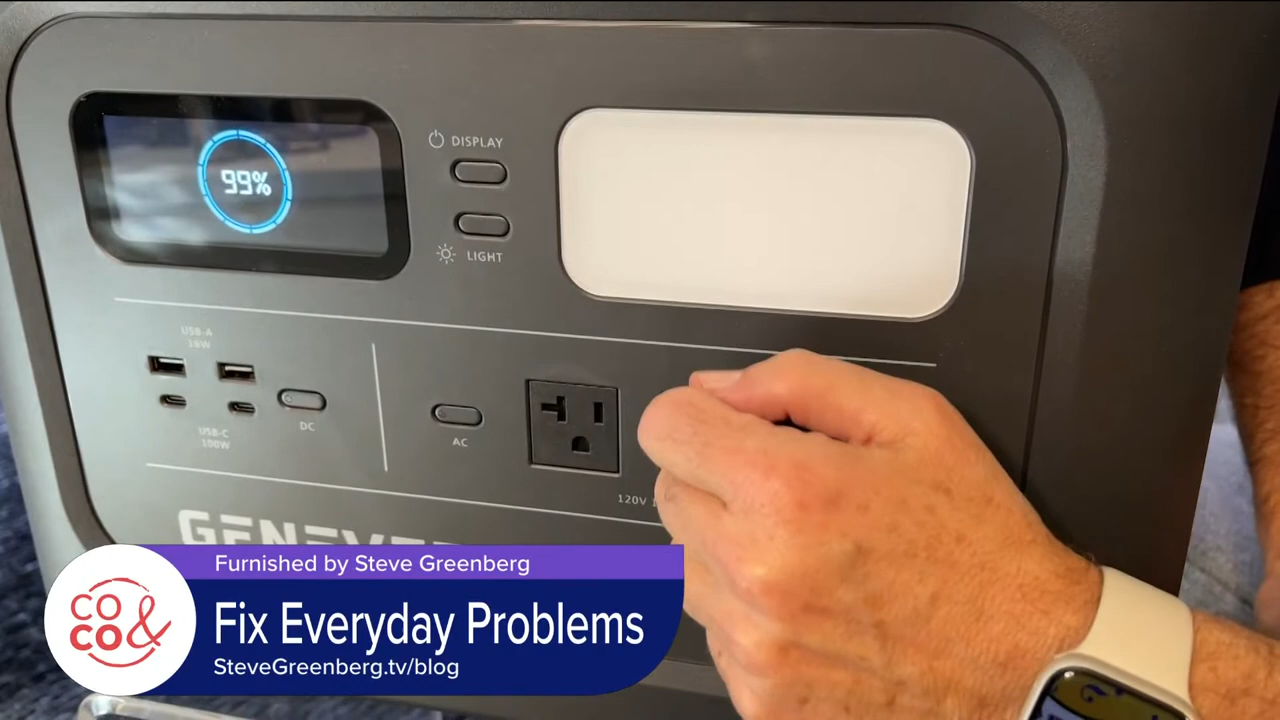 99%
DISPLAY
LIGHT
USB-A
18W
USB-C
100W
DC
AC
120V
Furnished by Steve Greenberg
Fix Everyday Problems
SteveGreenberg.tv/blog
CO
CO&